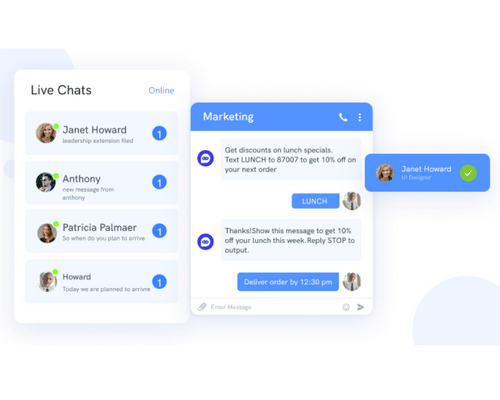 Live Chats
Online
Janet Howard
leadership extension filed
1
Anthony
new message from
anthony
1
Patricia Palmaer
So when do you plan to arrive
1
Howard
Today we are planned to arrivre
1
Marketing
Get discounts on lunch specials.
Text LUNCH to 87007 to get 10% off on
your next order
LUNCH
Thanks!Show this message to get 10%
off your lunch this week.Reply STOP to
output.
Deliver order by 12:30 pm
Enter Message
Janet Howard
UI Designer